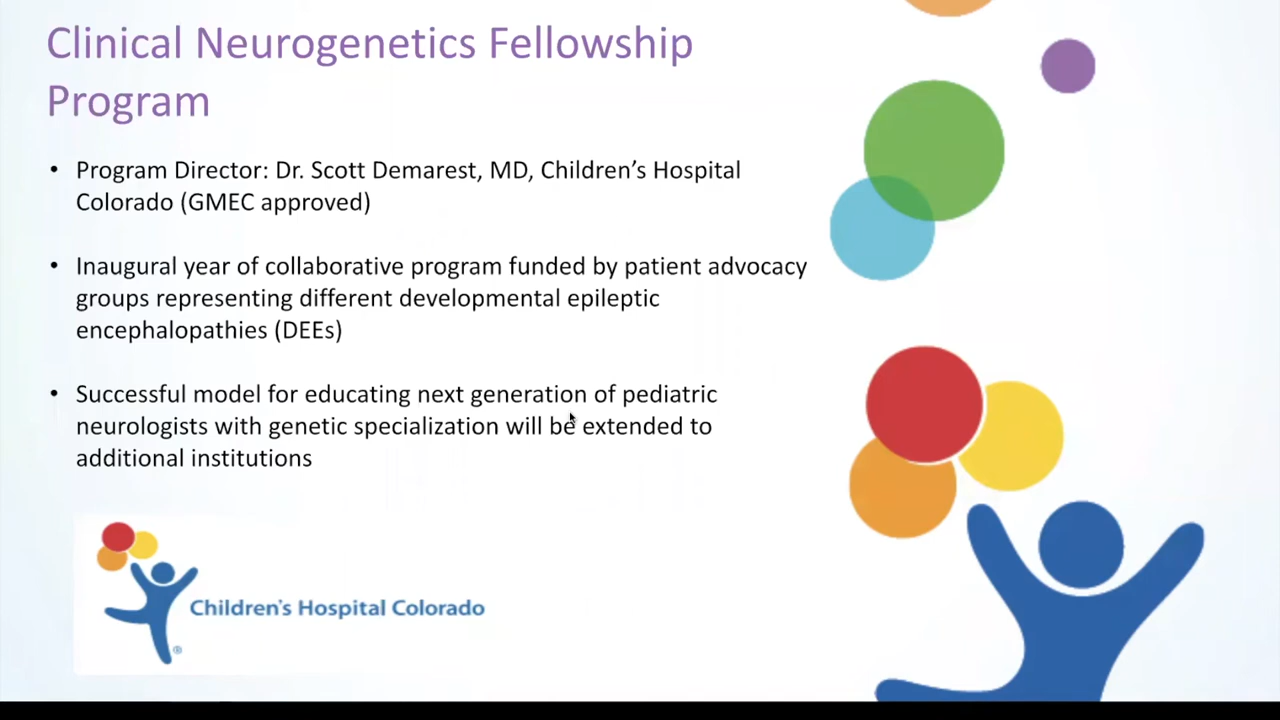 Clinical Neurogenetics Fellowship
Program
• Program Director: Dr. Scott Demarest, MD, Children’s Hospital
Colorado (GMEC approved)
• Inaugural year of collaborative program funded by patient advocacy
groups representing different developmental epileptic
encephalopathies (DEEs)
• Successful model for educating next generation of pediatric
neurologists with genetic specialization will be extended to
additional institutions
Children's Hospital Colorado
®